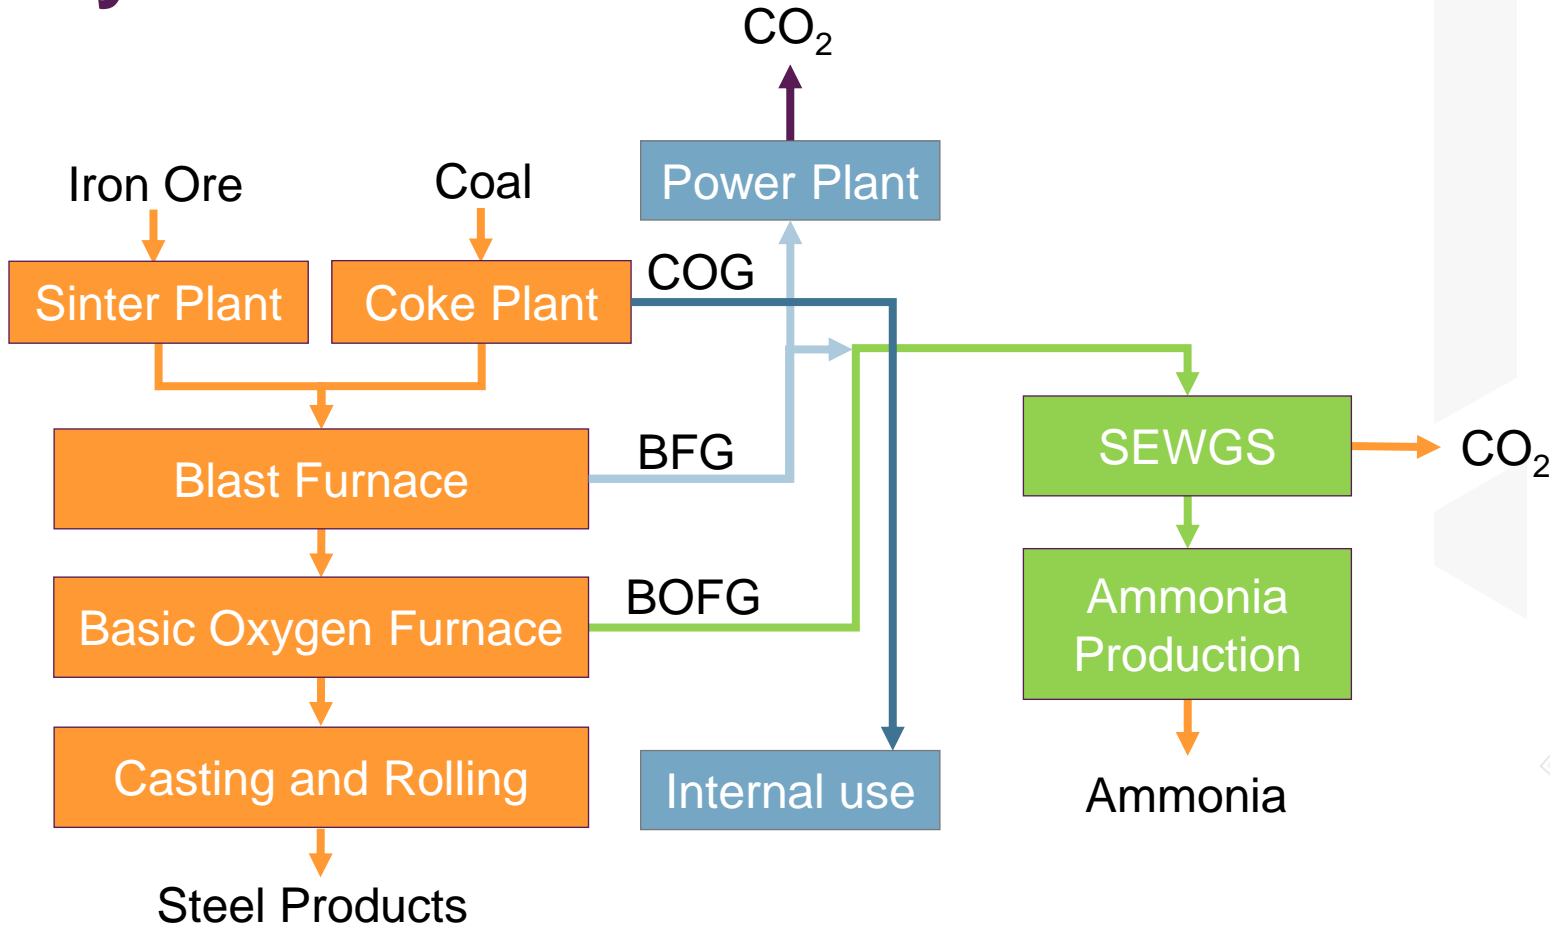 CO₂
Power Plant
Iron Ore
Coal
COG
Sinter Plant
Coke Plant
BFG
Blast Furnace
SEWGS
CO₂
BOFG
Basic Oxygen Furnace
Ammonia
Production
Casting and Rolling
Internal use
Ammonia
Steel Products